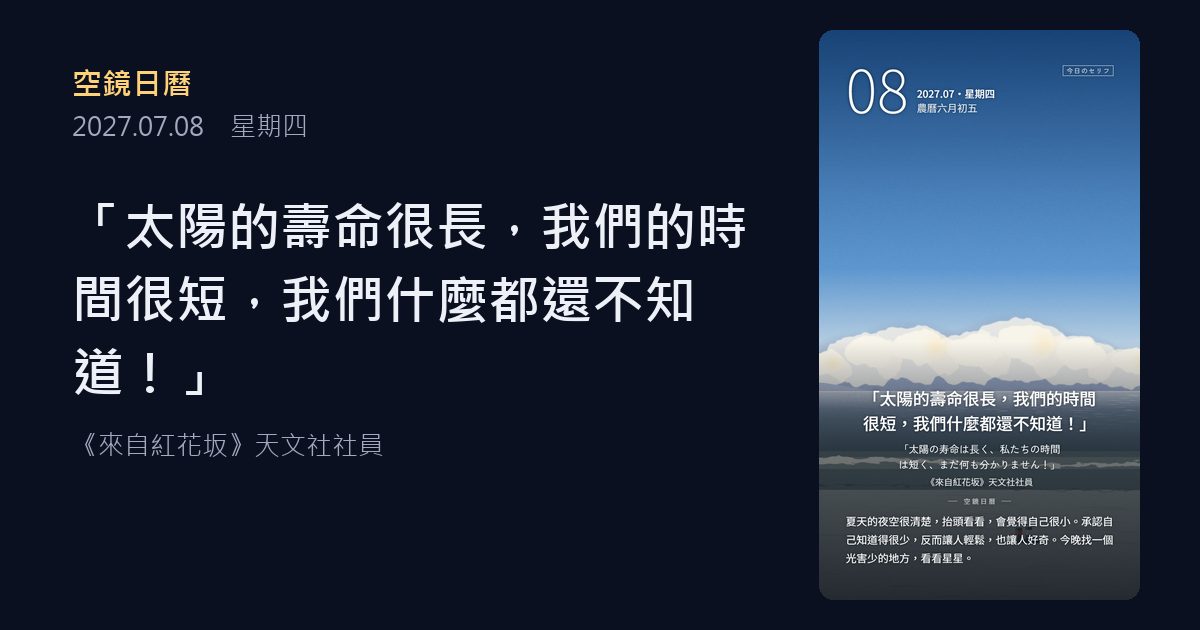 空鏡日曆
2027.07.08 星期四
「太陽的壽命很長，我們的時
間很短，我們什麼都還不知
道！」
《來自紅花坂》天文社社員
今日のセリフ
08
2027.07・星期四
農曆六月初五
「太陽的壽命很長，我們的時間
很短，我們什麼都還不知道！」
「太陽の寿命は長く、私たちの時間
は短く、まだ何も分かりません！」
《來自紅花坂》天文社社員
空鏡日曆
夏天的夜空很清楚，抬頭看看，會覺得自己很小。承認自
己知道得很少，反而讓人輕鬆，也讓人好奇。今晚找一個
光害少的地方，看看星星。